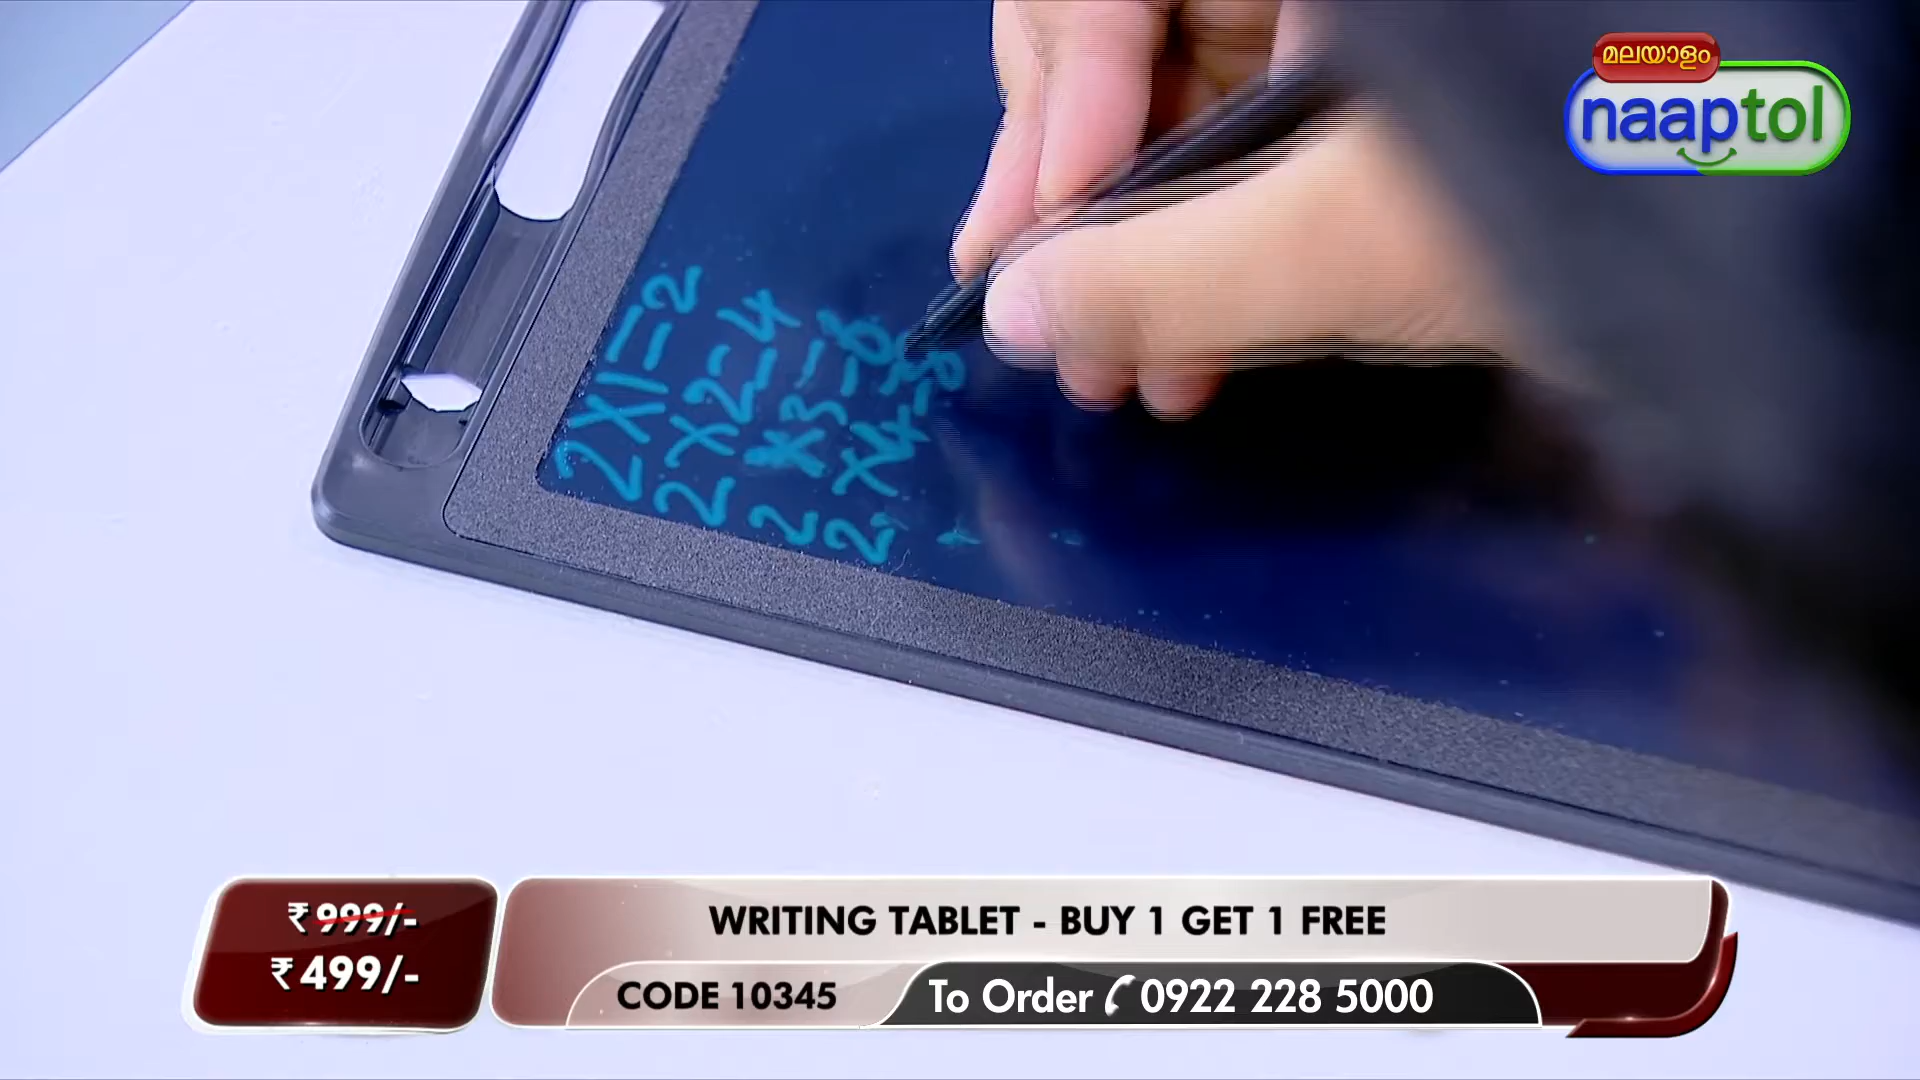 മലയാളം
naaptol
2X1=2
2X2=4
2X3=6
2X4=8
₹999/-
₹499/-
WRITING TABLET - BUY 1 GET 1 FREE
CODE 10345
To Order 0922 228 5000